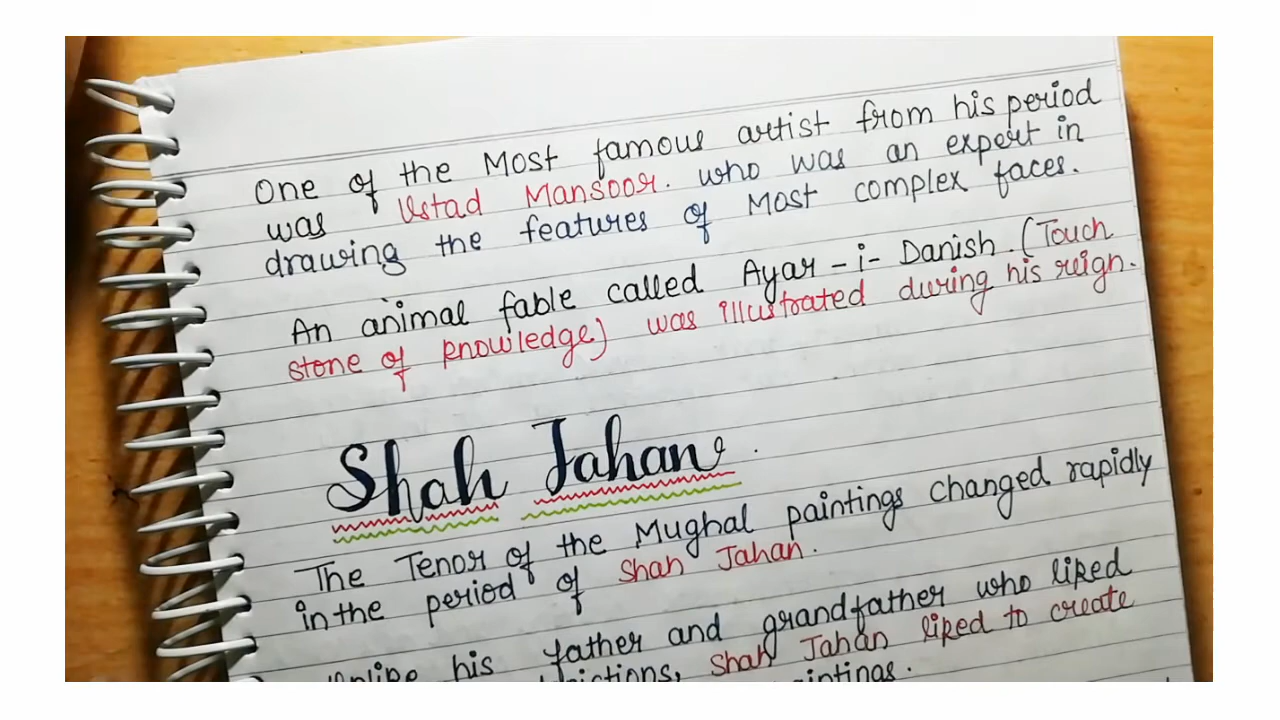 One of the Most famous artist from his period
was Ustad Mansoor. who was an expert in
drawing the features of Most complex faces.
An animal fable called Ayar-i-Danish. (Touch
stone of knowledge) was illustrated during his reign.
Shah Jahan
The Tenor of the Mughal paintings changed rapidly
in the period of Shah Jahan.
Unlike his father and grandfather who liked
Shah Jahan liked to create